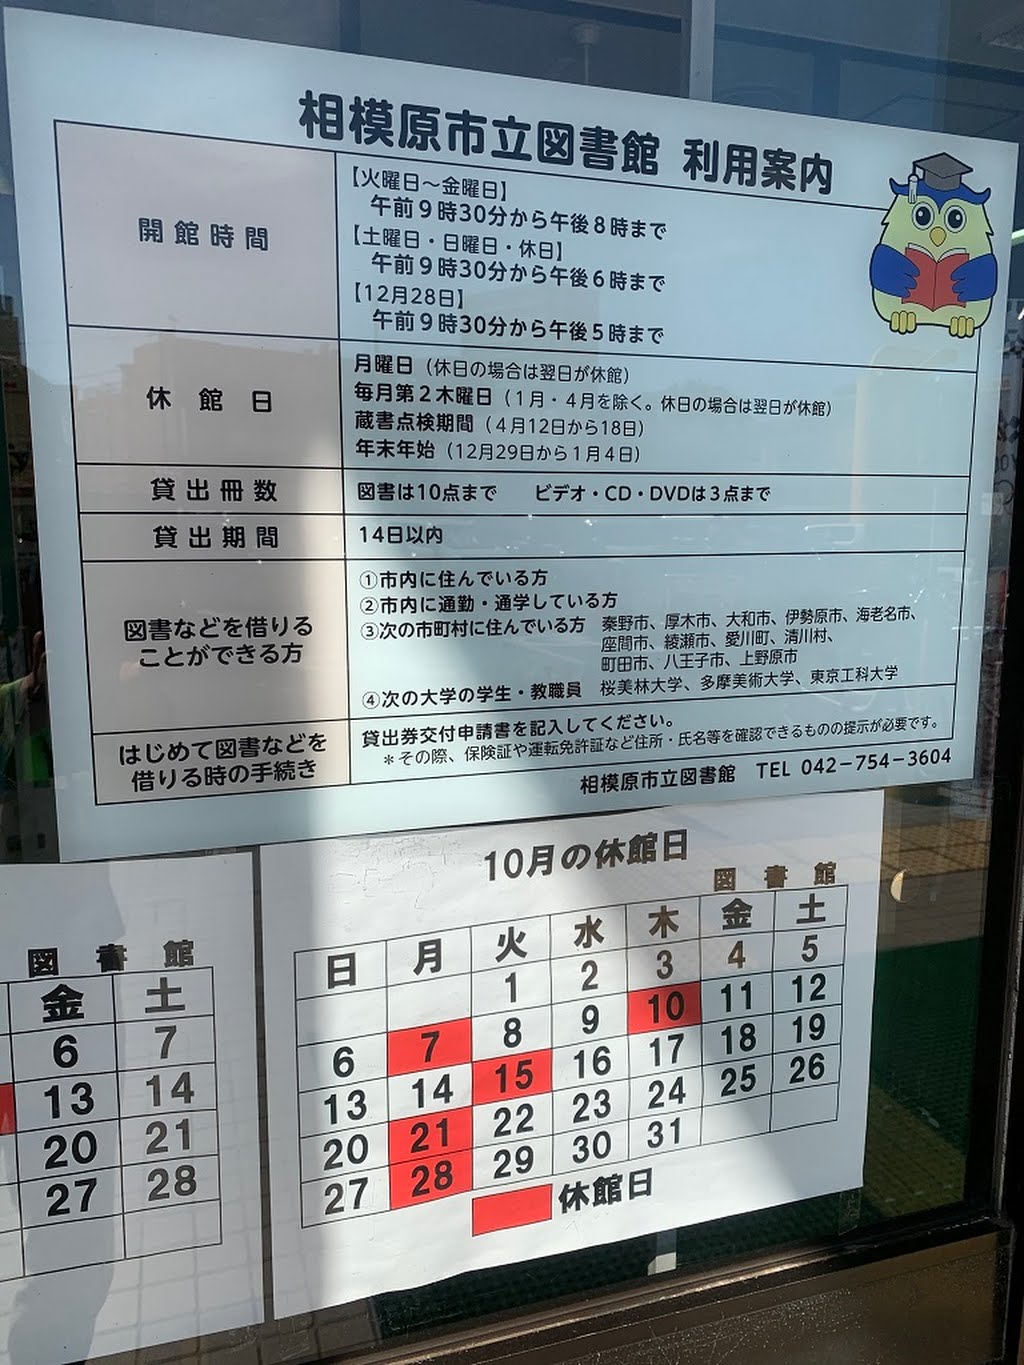 相模原市立図書館 利用案内
開館時間
【火曜日～金曜日】
午前9時30分から午後8時まで
【土曜日・日曜日・休日】
午前9時30分から午後6時まで
【12月28日】
午前9時30分から午後5時まで
休館日
月曜日（休日の場合は翌日が休館）
毎月第2木曜日（1月・4月を除く。休日の場合は翌日が休館）
蔵書点検期間（4月12日から18日）
年末年始（12月29日から1月4日）
貸出冊数
図書は10点まで ビデオ・CD・DVDは3点まで
貸出期間
14日以内
図書などを借りる
ことができる方
①市内に住んでいる方
②市内に通勤・通学している方
③次の市町村に住んでいる方 秦野市、厚木市、大和市、伊勢原市、海老名市、
座間市、綾瀬市、愛川町、清川村、
町田市、八王子市、上野原市
④次の大学の学生・教職員 桜美林大学、多摩美術大学、東京工科大学
はじめて図書などを
借りる時の手続き
貸出券交付申請書を記入してください。
＊その際、保険証や運転免許証など住所・氏名等を確認できるものの提示が必要です。
相模原市立図書館 TEL 042－754－3604
図書館
金 土
6 7
13 14
20 21
27 28
10月の休館日
図書館
日 月 火 水 木 金 土
1 2 3 4 5
6 7 8 9 10 11 12
13 14 15 16 17 18 19
20 21 22 23 24 25 26
27 28 29 30 31
休館日